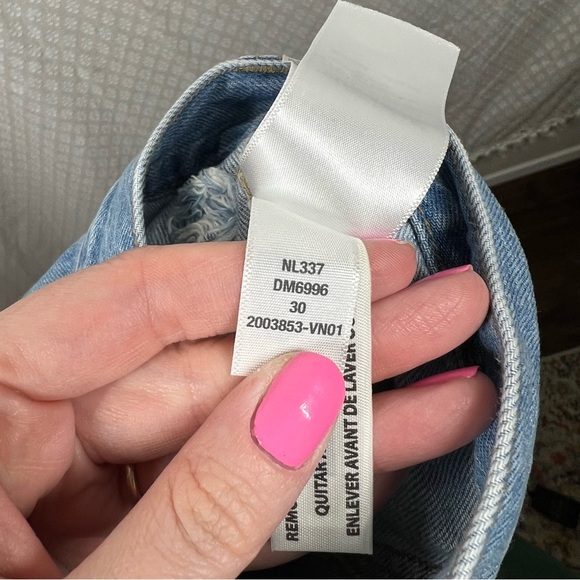 NL337
DM6996
30
2003853-VN01
QUITAR
ENLEVER AVANT DE LAVER